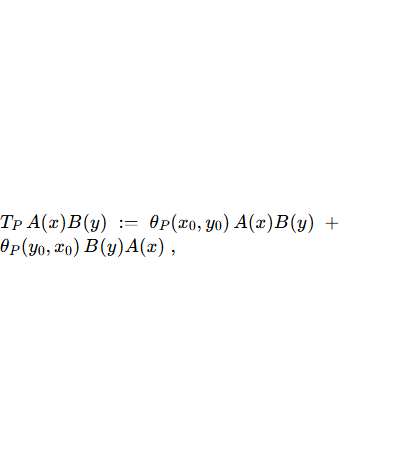 T_P A(x)B(y) := θ_P(x_0, y_0) A(x)B(y) +
θ_P(y_0, x_0) B(y)A(x) ,